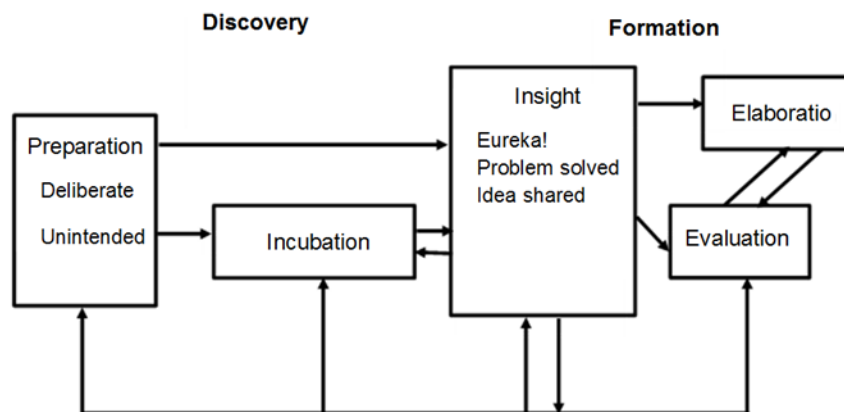 Discovery
Formation
Preparation
Deliberate
Unintended
Incubation
Insight
Eureka!
Problem solved
Idea shared
Elaboratio
Evaluation